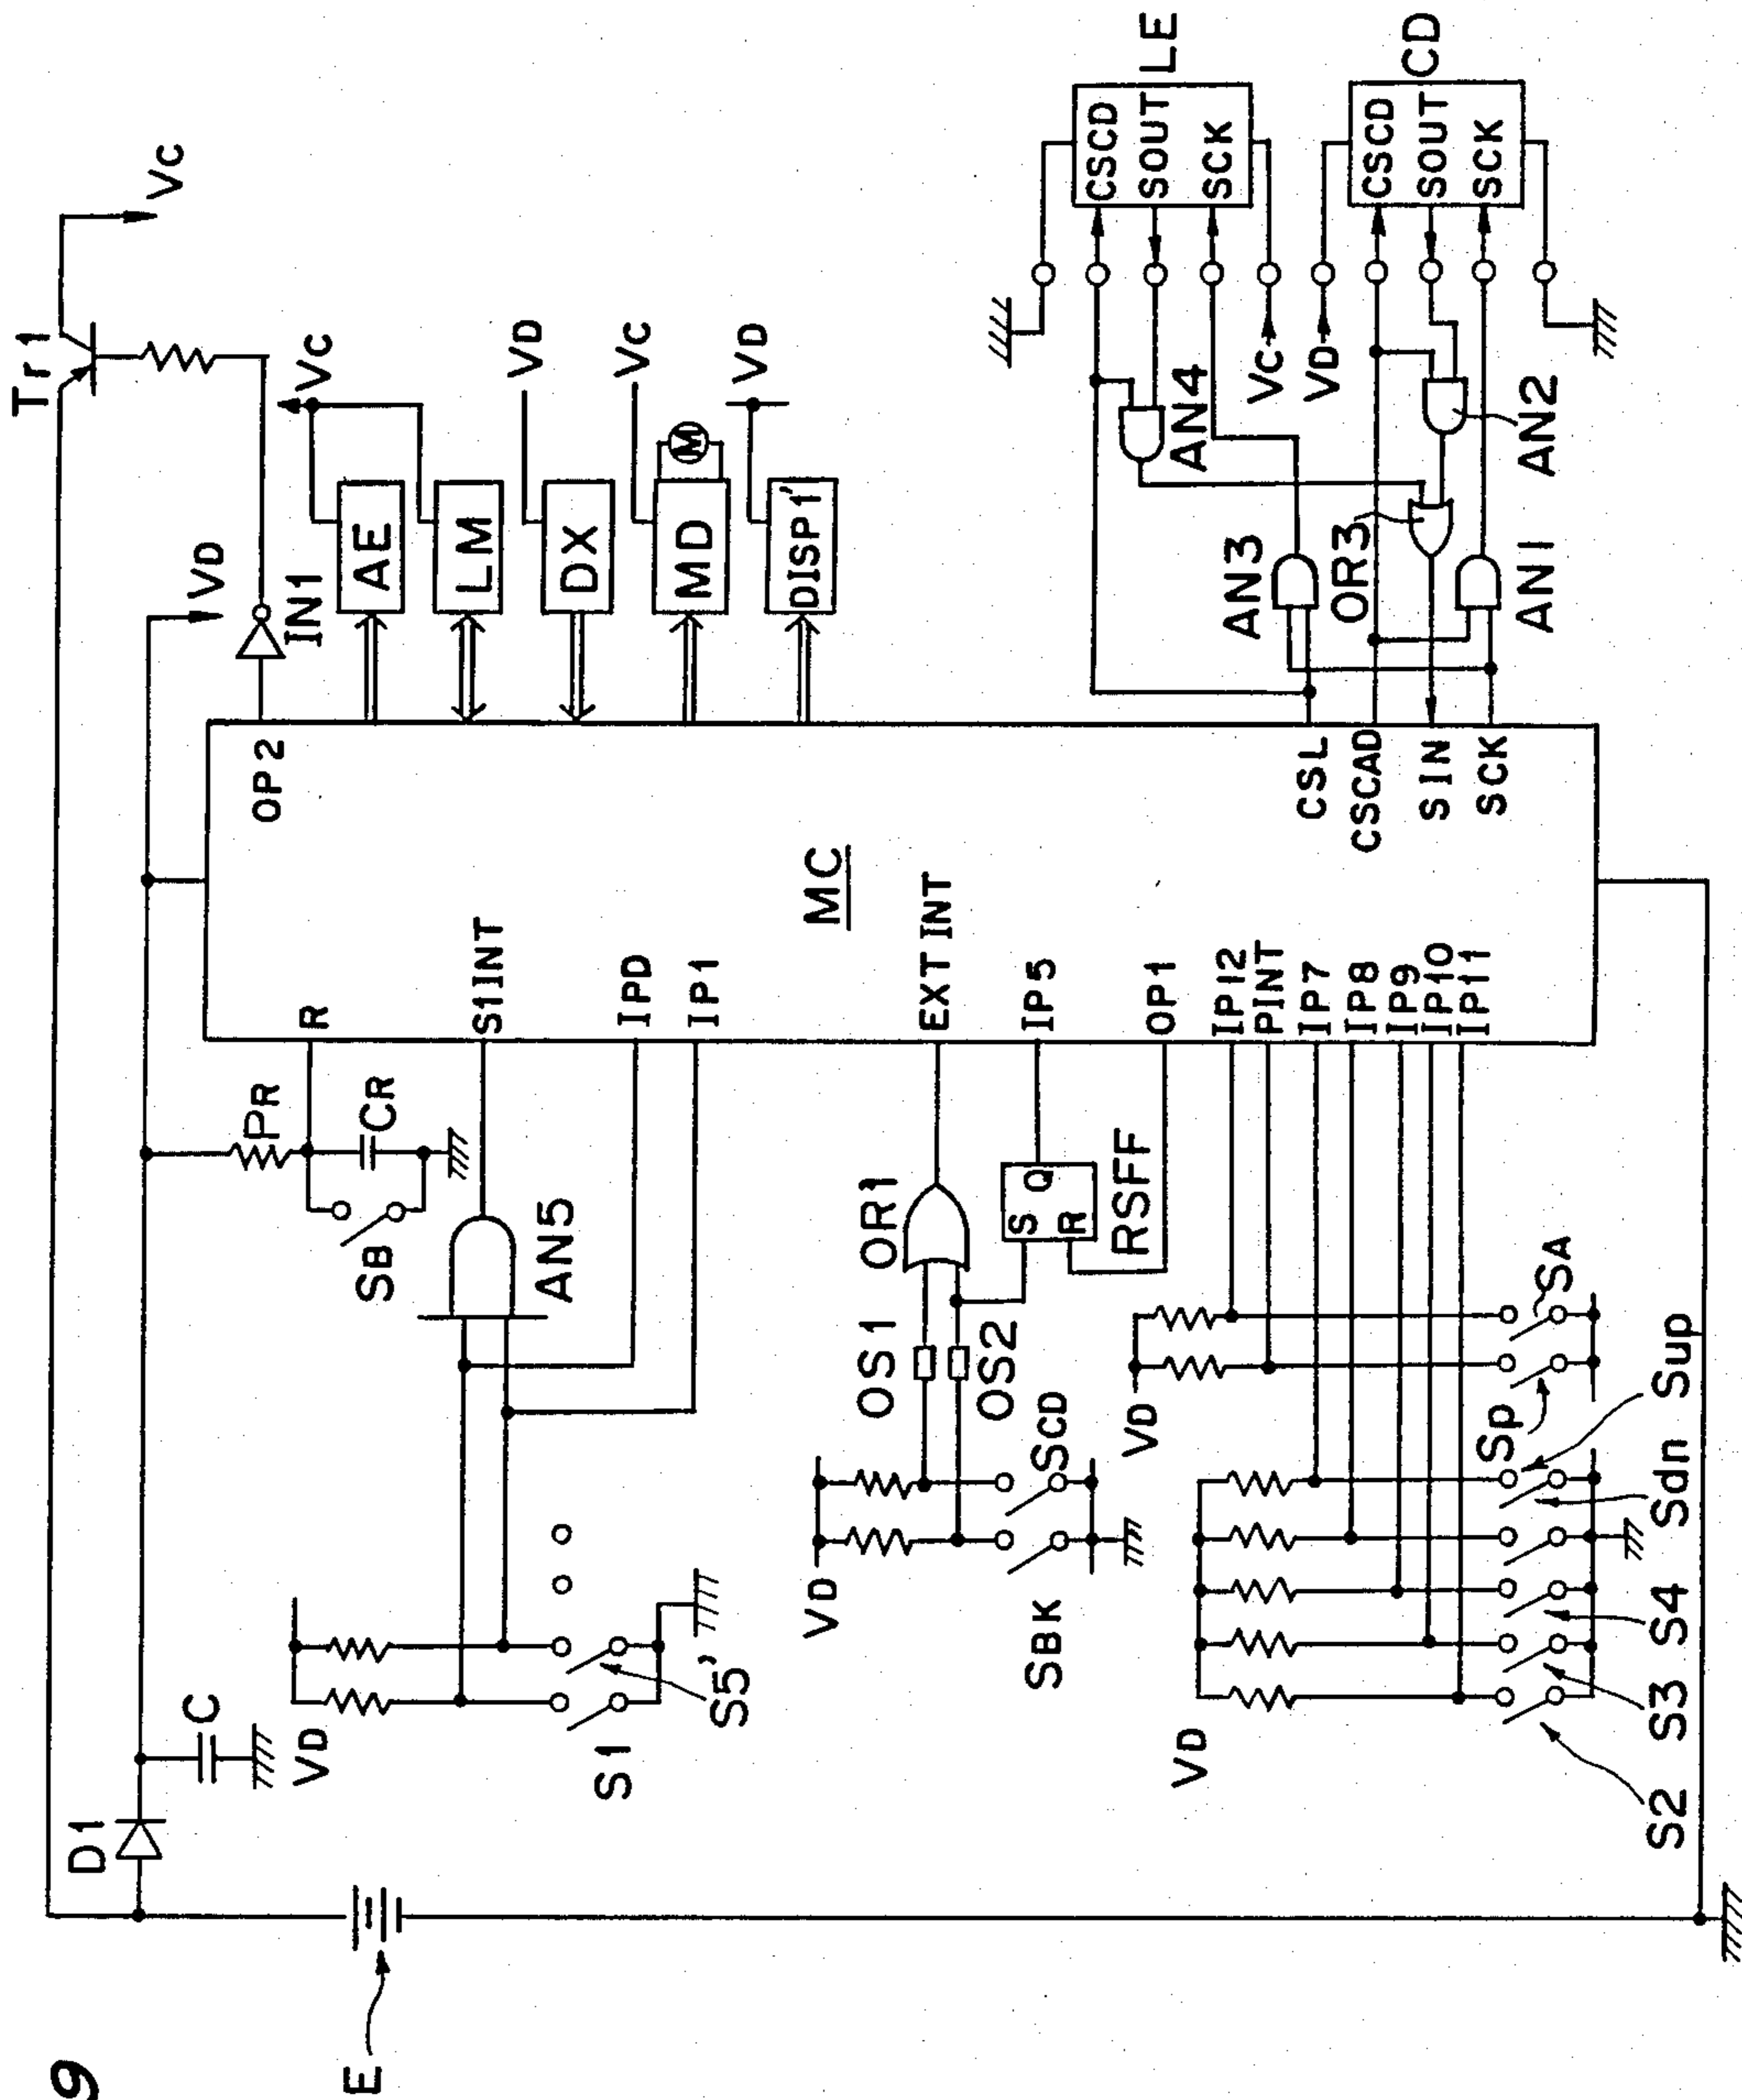 9
E
D1
C
Tr1
Vc
VD
PR
CR
SB
R
OP2
IN1
Vc
AE
LM
VD
DX
Vc
MD
M
VD
DISP1'
VD
S1
S5'
AN5
S1INT
IPD
IP1
MC
VD
SBK
SCD
OS1
OS2
OR1
EXTINT
S
Q
R
RSFF
IP5
OP1
VD
VD
IP12
PINT
IP7
IP8
IP9
IP10
IP11
SA
Sp
Sup
Sdn
S4
S3
S2
CSL
CSCAD
SIN
SCK
AN3
OR3
AN1
AN4
AN2
Vc
VD
CSCD
SOUT
SCK
LE
CSCD
SOUT
SCK
CD